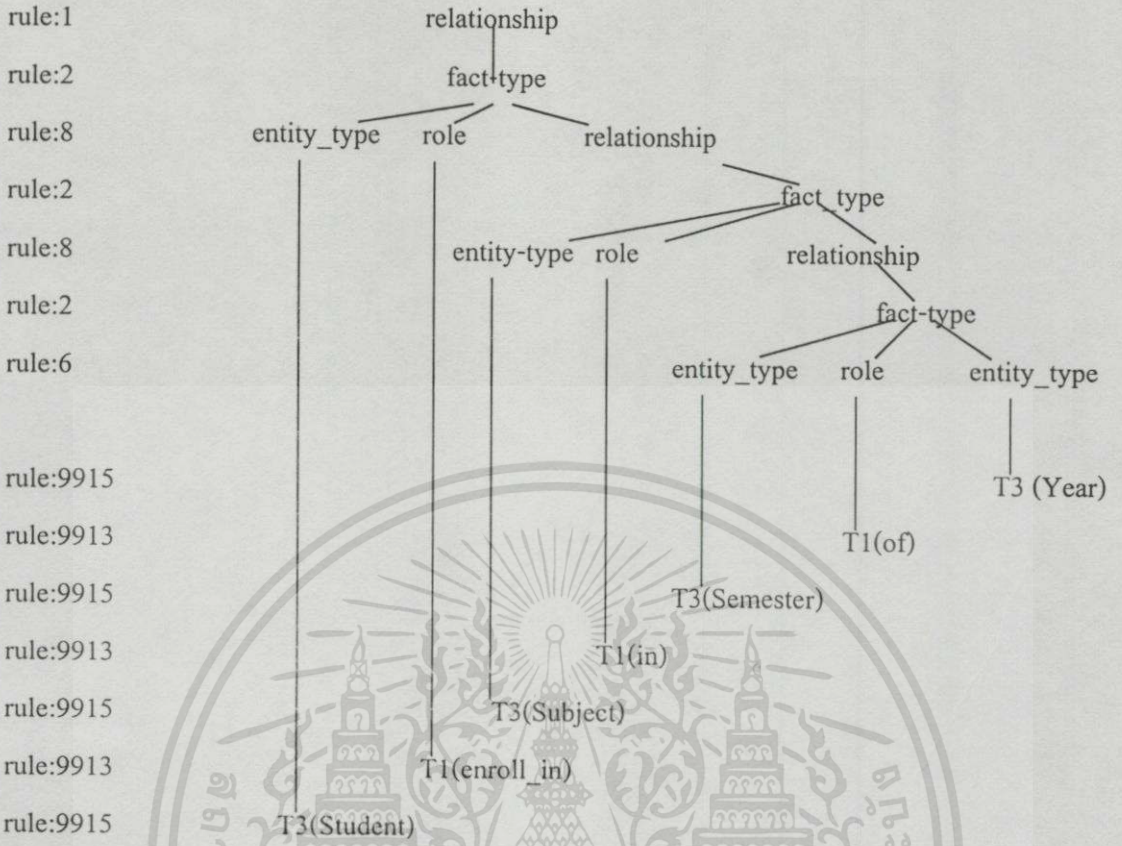 rule:1 relationship
rule:2 fact-type
rule:8 entity_type role relationship
rule:2 fact_type
rule:8 entity-type role relationship
rule:2 fact-type
rule:6 entity_type role entity_type
rule:9915 T3 (Year)
rule:9913 T1(of)
rule:9915 T3(Semester)
rule:9913 T1(in)
rule:9915 T3(Subject)
rule:9913 T1(enroll_in)
rule:9915 T3(Student)